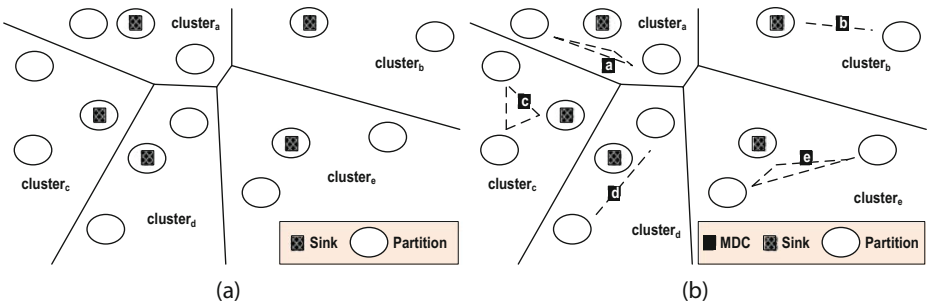 cluster_a
cluster_b
cluster_c
cluster_d
cluster_e
Sink
Partition
(a)
cluster_a
b
a
cluster_b
c
e
cluster_c
d
cluster_e
cluster_d
MDC
Sink
Partition
(b)